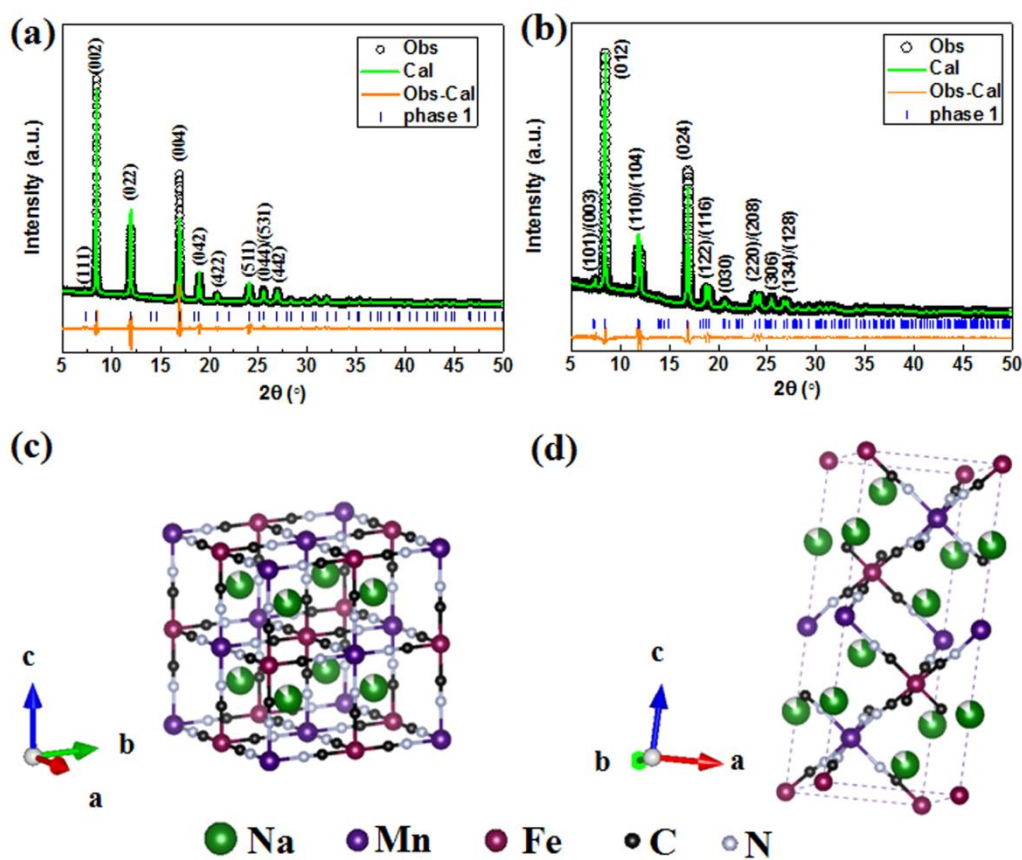 (a)
Obs
Cal
Obs-Cal
phase 1
(111)
(002)
(022)
(004)
(042)
(422)
(511)
(044)/(531)
(442)
Intensity (a.u.)
5 10 15 20 25 30 35 40 45 50
2θ (°)
(b)
Obs
Cal
Obs-Cal
phase 1
(101)/(003)
(012)
(110)/(104)
(024)
(122)/(116)
(030)
(220)/(208)
(306)
(134)/(128)
Intensity (a.u.)
5 10 15 20 25 30 35 40 45 50
2θ (°)
(c)
c
b
a
(d)
c
b
a
Na Mn Fe C N